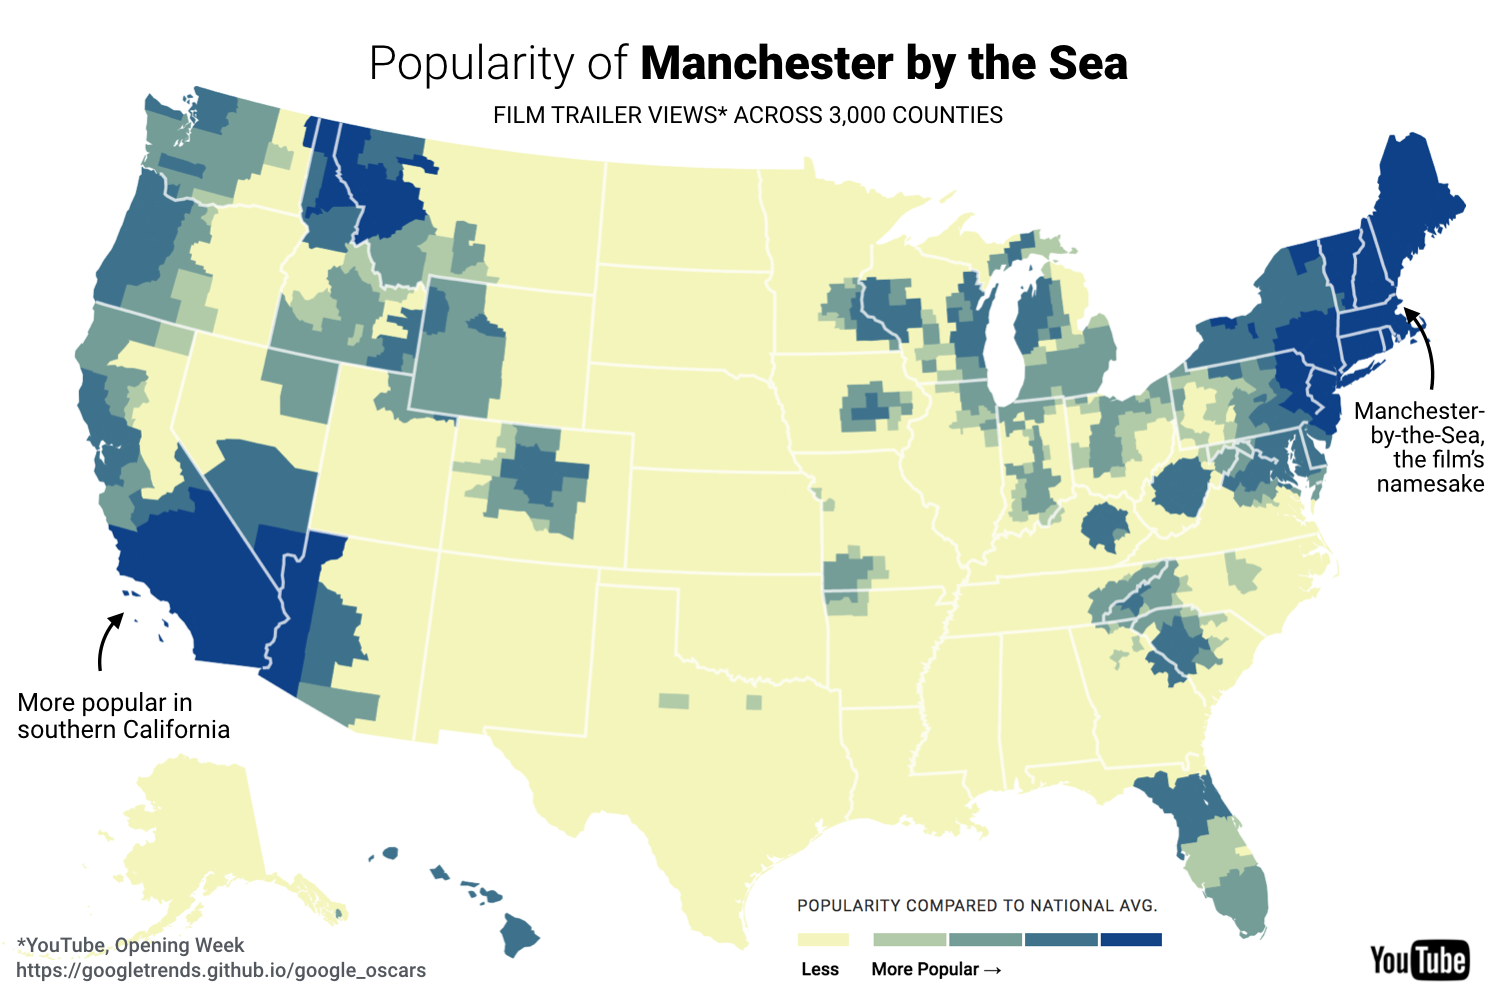 Popularity of Manchester by the Sea
FILM TRAILER VIEWS* ACROSS 3,000 COUNTIES
Manchester-
by-the-Sea,
the film's
namesake
More popular in
southern California
POPULARITY COMPARED TO NATIONAL AVG.
Less
More Popular →
*YouTube, Opening Week
https://googletrends.github.io/google_oscars
YouTube